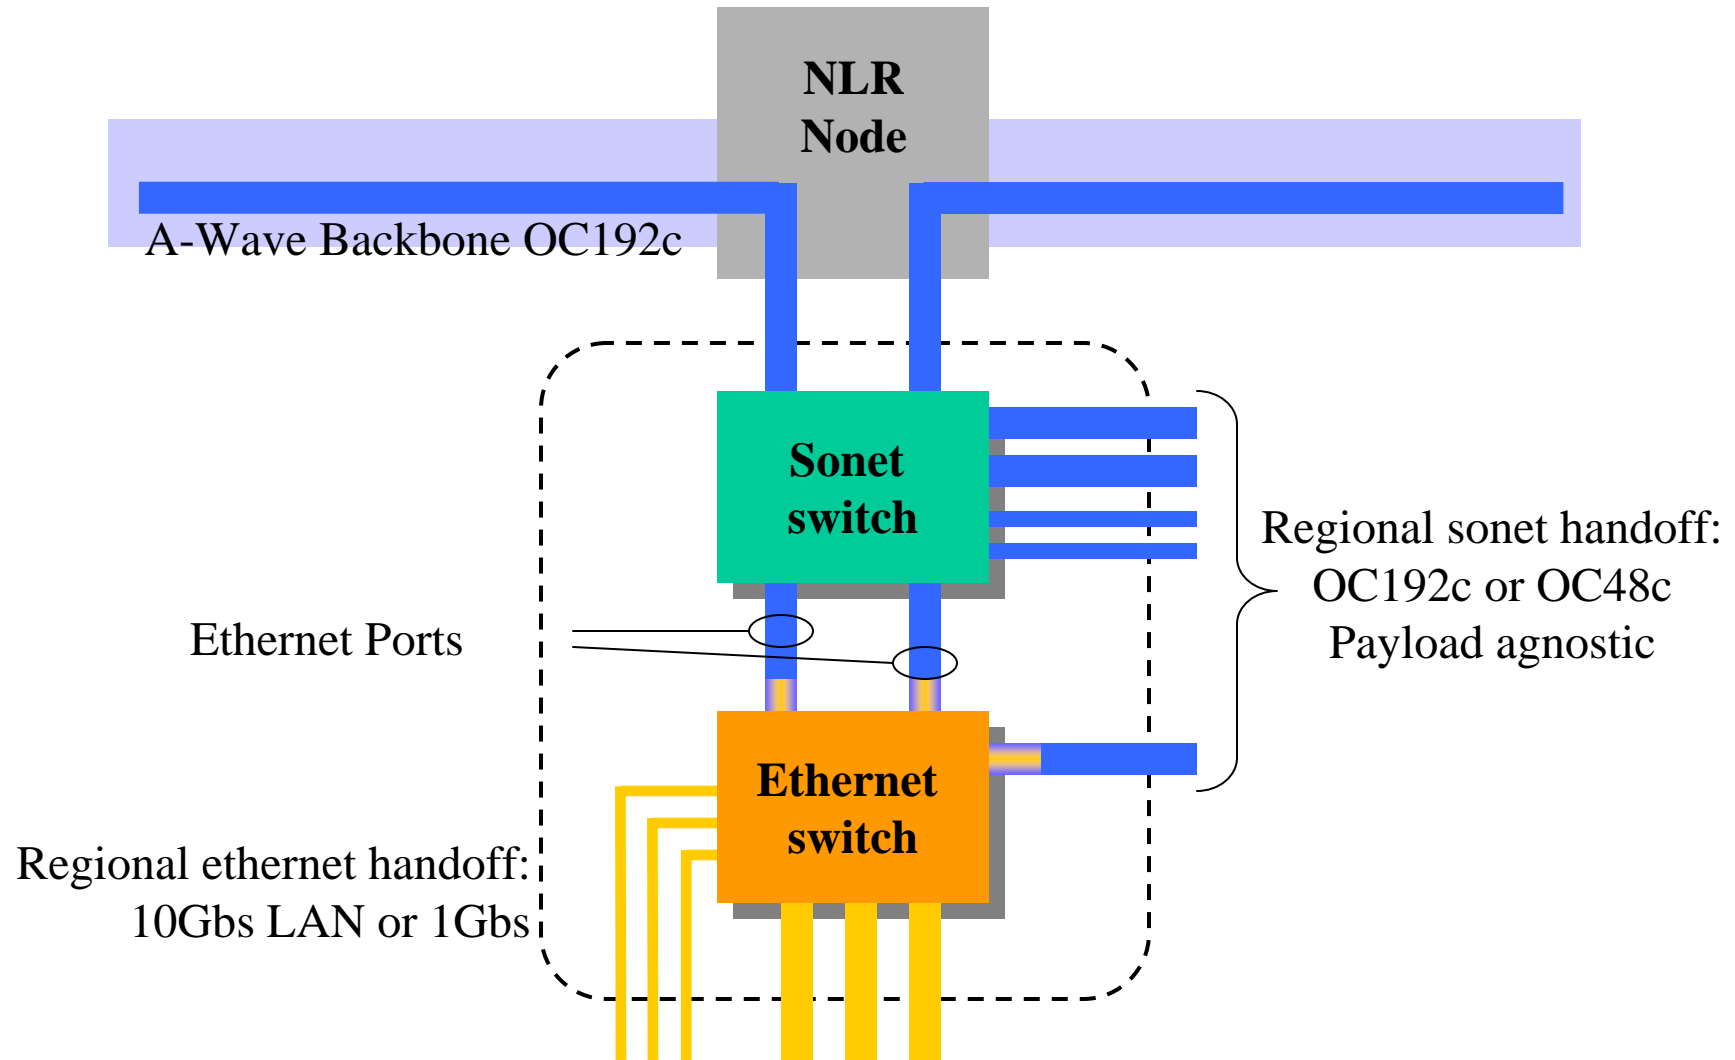 NLR
Node
A-Wave Backbone OC192c
Sonet
switch
Regional sonet handoff:
OC192c or OC48c
Payload agnostic
Ethernet Ports
Ethernet
switch
Regional ethernet handoff:
10Gbs LAN or 1Gbs